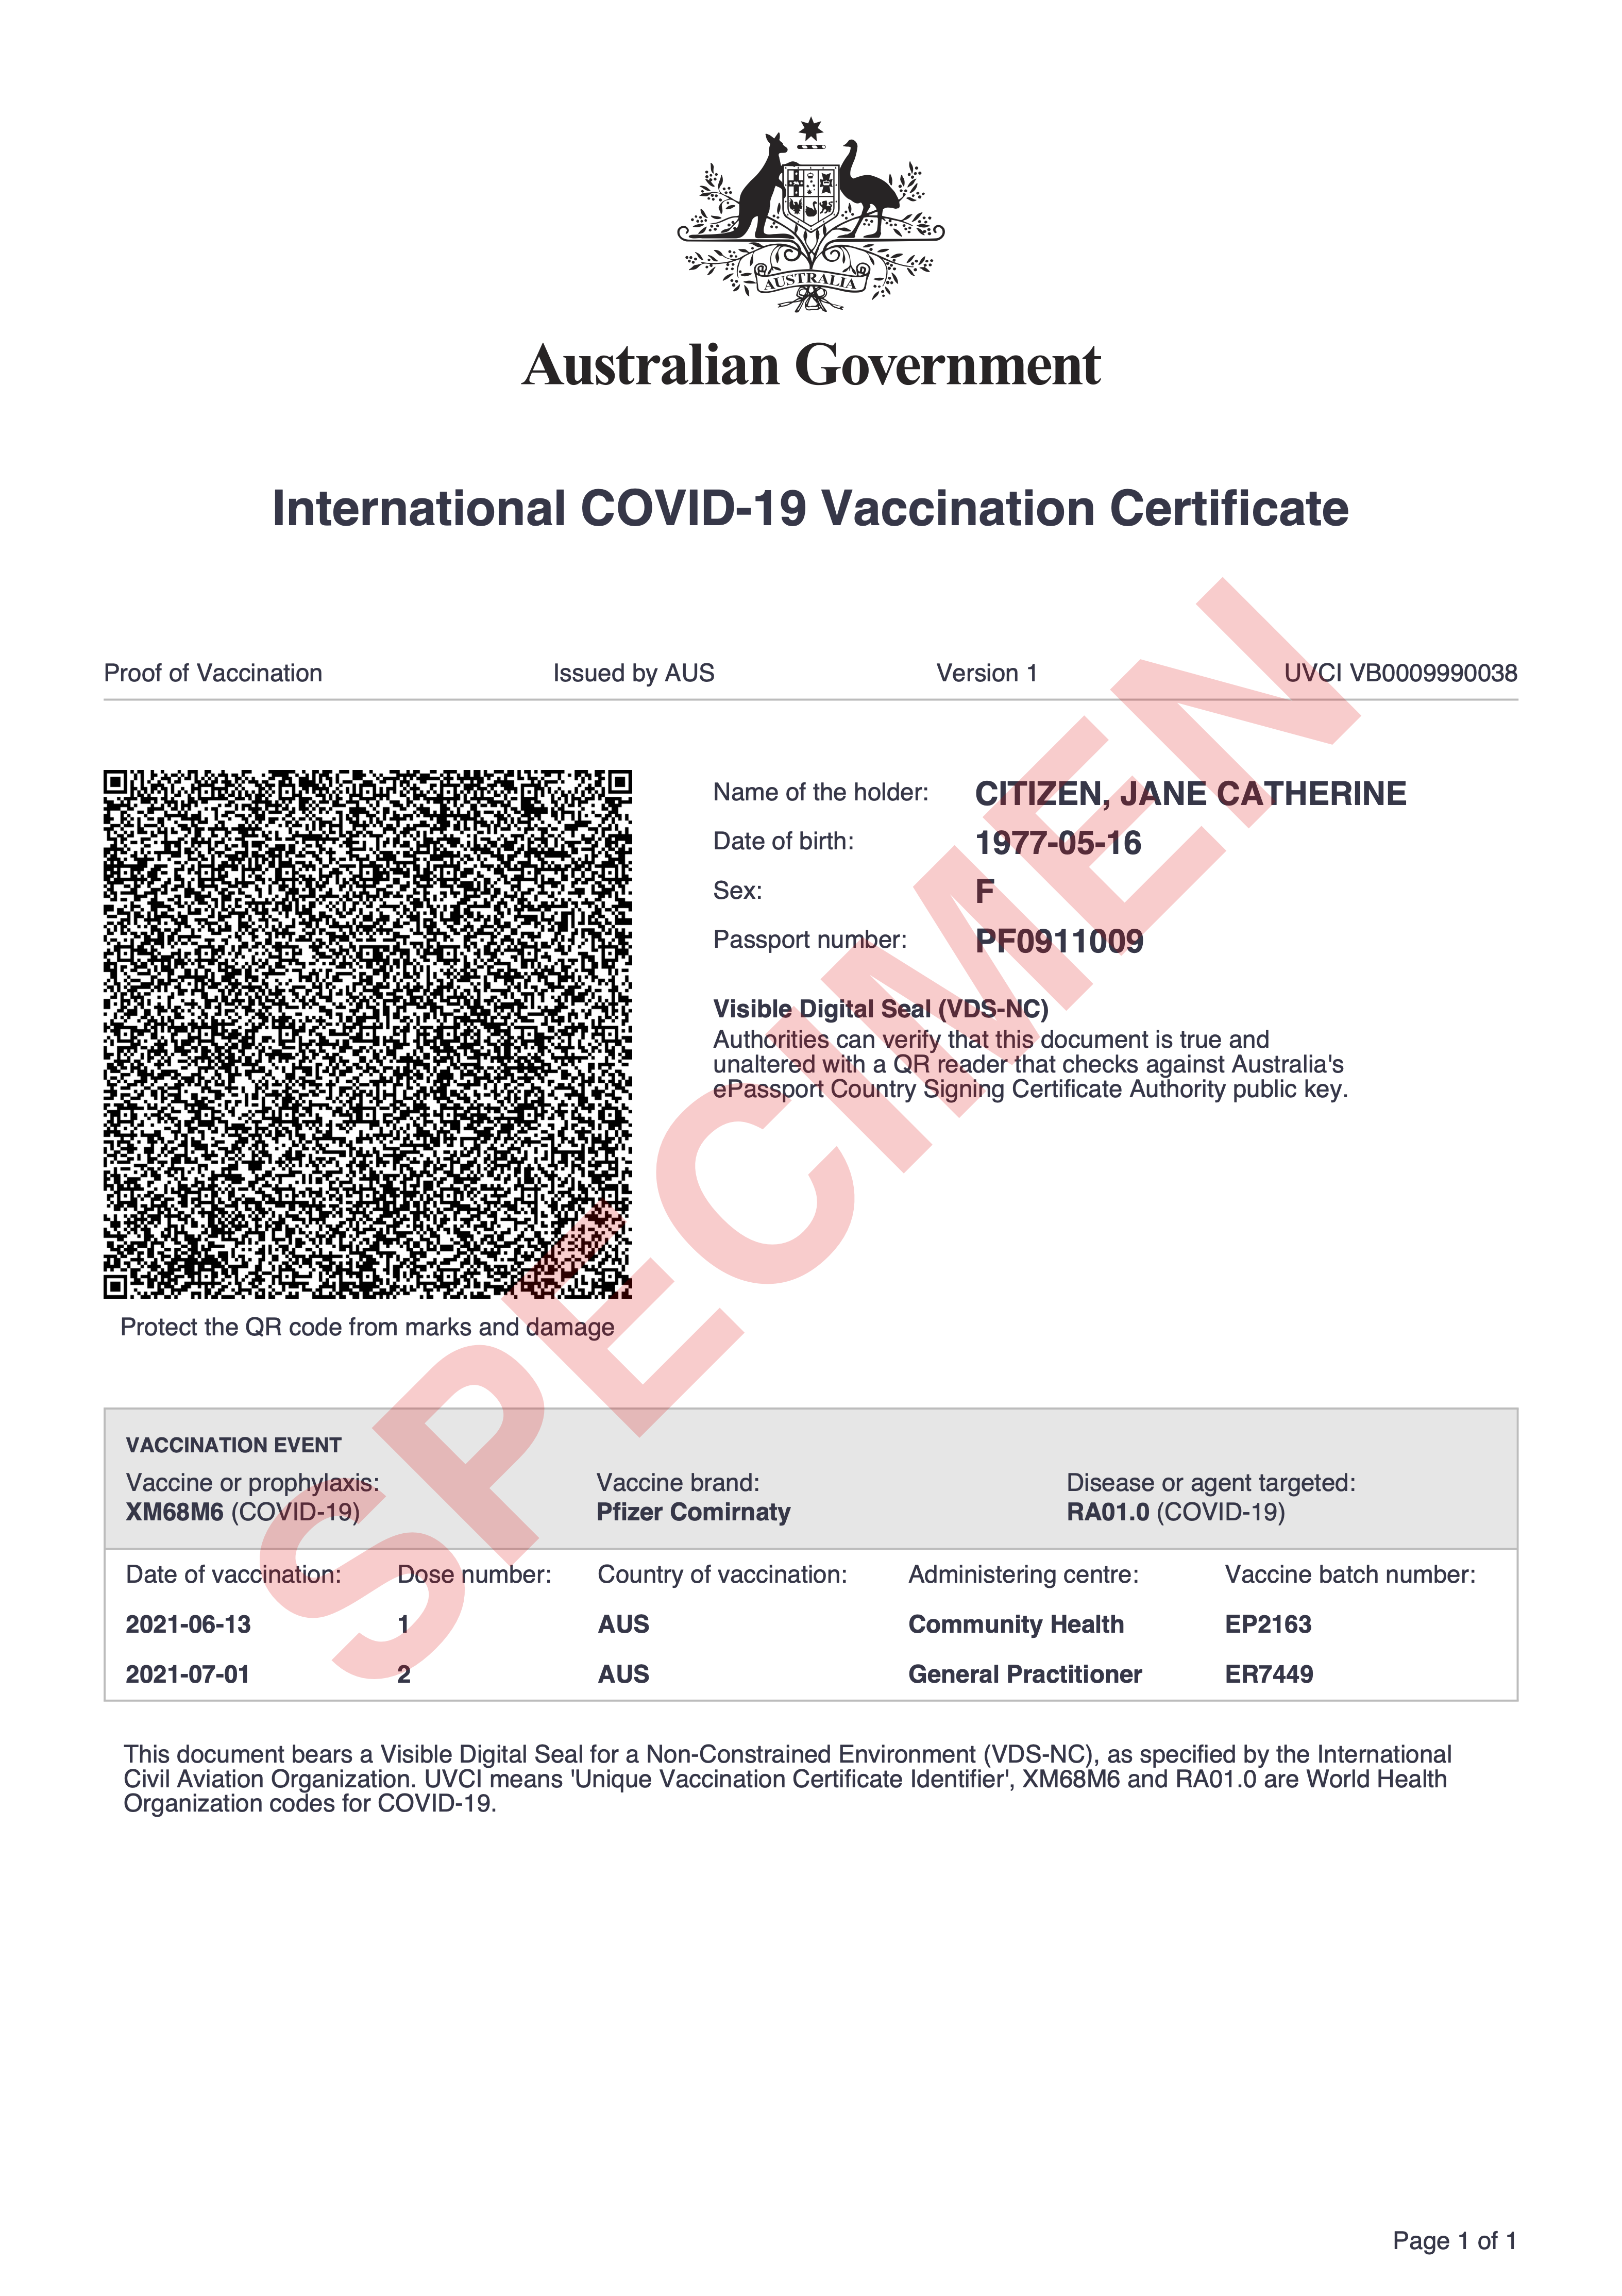 AUSTRALIA
Australian Government
International COVID-19 Vaccination Certificate
Proof of Vaccination Issued by AUS Version 1 UVCI VB0009990038
Name of the holder: CITIZEN, JANE CATHERINE
Date of birth: 1977-05-16
Sex: F
Passport number: PF0911009
Visible Digital Seal (VDS-NC)
Authorities can verify that this document is true and
unaltered with a QR reader that checks against Australia's
ePassport Country Signing Certificate Authority public key.
Protect the QR code from marks and damage
SPECIMEN
VACCINATION EVENT
Vaccine or prophylaxis: Vaccine brand: Disease or agent targeted:
XM68M6 (COVID-19) Pfizer Comirnaty RA01.0 (COVID-19)
Date of vaccination: Dose number: Country of vaccination: Administering centre: Vaccine batch number:
2021-06-13 1 AUS Community Health EP2163
2021-07-01 2 AUS General Practitioner ER7449
This document bears a Visible Digital Seal for a Non-Constrained Environment (VDS-NC), as specified by the International
Civil Aviation Organization. UVCI means 'Unique Vaccination Certificate Identifier', XM68M6 and RA01.0 are World Health
Organization codes for COVID-19.
Page 1 of 1